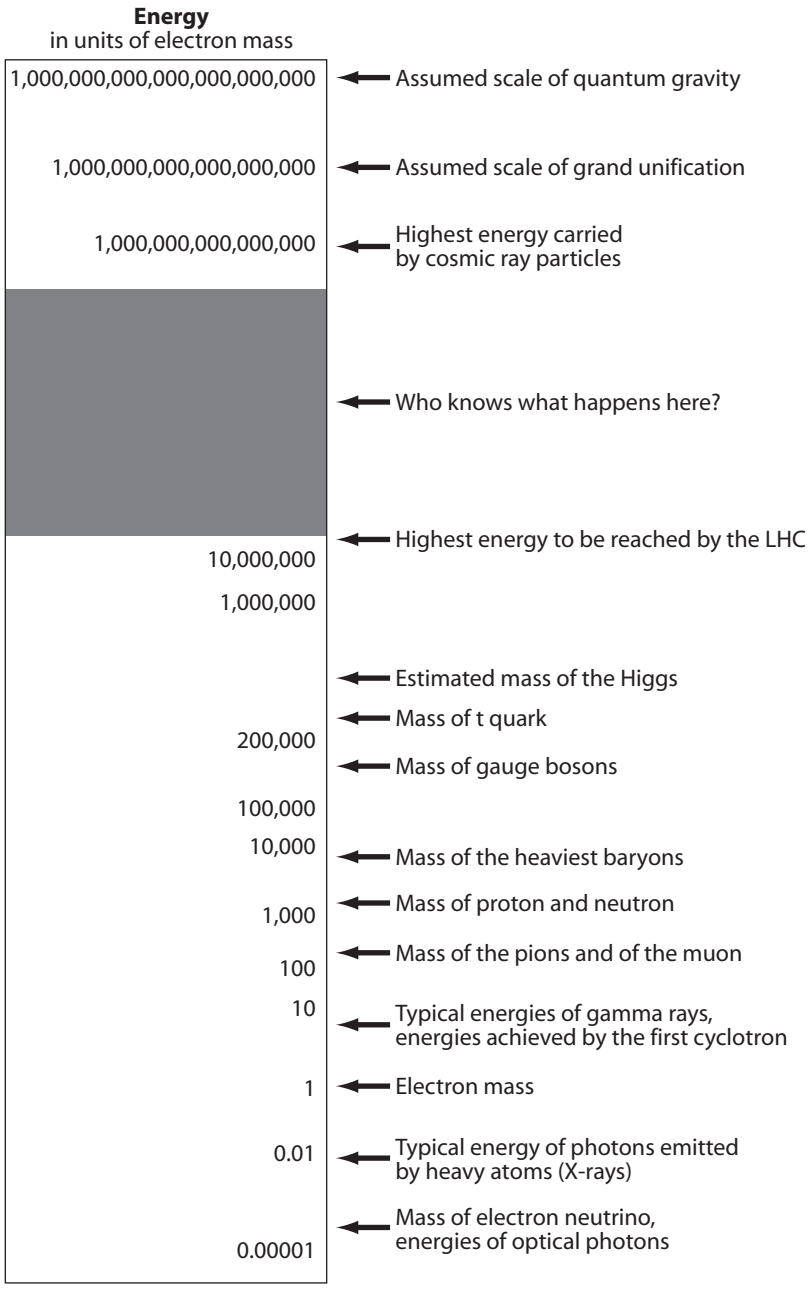 Energy
in units of electron mass
1,000,000,000,000,000,000,000 Assumed scale of quantum gravity
1,000,000,000,000,000,000 Assumed scale of grand unification
1,000,000,000,000,000 Highest energy carried
by cosmic ray particles
Who knows what happens here?
Highest energy to be reached by the LHC
10,000,000
1,000,000
Estimated mass of the Higgs
Mass of t quark
200,000
Mass of gauge bosons
100,000
10,000
Mass of the heaviest baryons
Mass of proton and neutron
1,000
Mass of the pions and of the muon
100
10
Typical energies of gamma rays,
energies achieved by the first cyclotron
1 Electron mass
0.01 Typical energy of photons emitted
by heavy atoms (X-rays)
Mass of electron neutrino,
energies of optical photons
0.00001